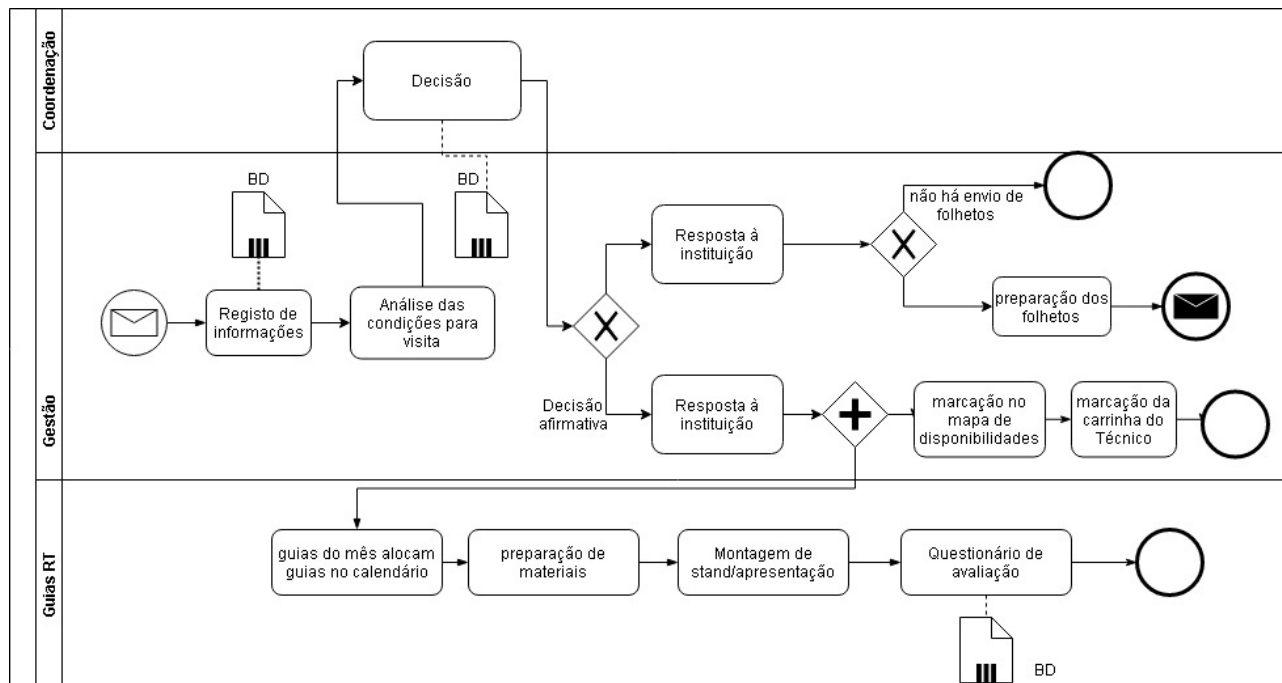 Coordenação
Decisão
Gestão
BD
BD
Registo de
informações
Análise das
condições para
visita
Resposta à
instituição
não há envio de
folhetos
preparação dos
folhetos
Decisão
afirmativa
Resposta à
instituição
marcação no
mapa de
disponibilidades
marcação da
carrinha do
Técnico
Guias RT
guias do mês alocam
guias no calendário
preparação de
materiais
Montagem de
stand/apresentação
Questionário de
avaliação
BD